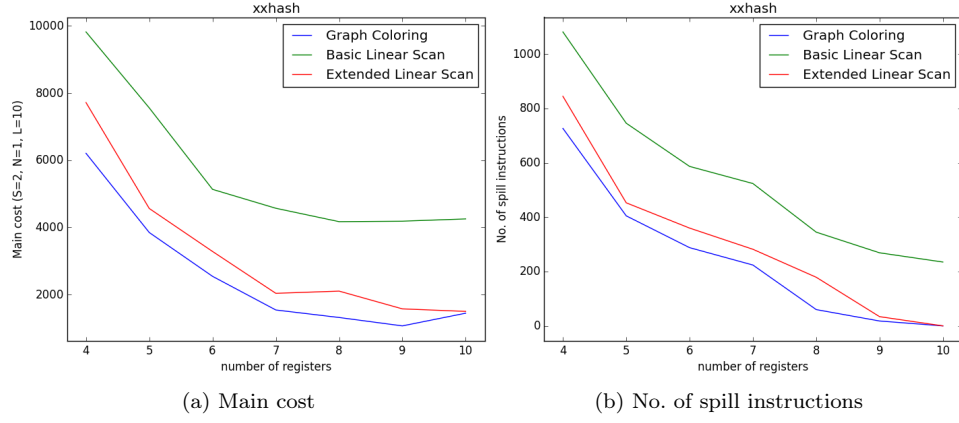 xxhash
Main cost (S=2, N=1, L=10)
10000
8000
6000
4000
2000
Graph Coloring
Basic Linear Scan
Extended Linear Scan
4 5 6 7 8 9 10
number of registers
(a) Main cost
xxhash
No. of spill instructions
1000
800
600
400
200
0
Graph Coloring
Basic Linear Scan
Extended Linear Scan
4 5 6 7 8 9 10
number of registers
(b) No. of spill instructions